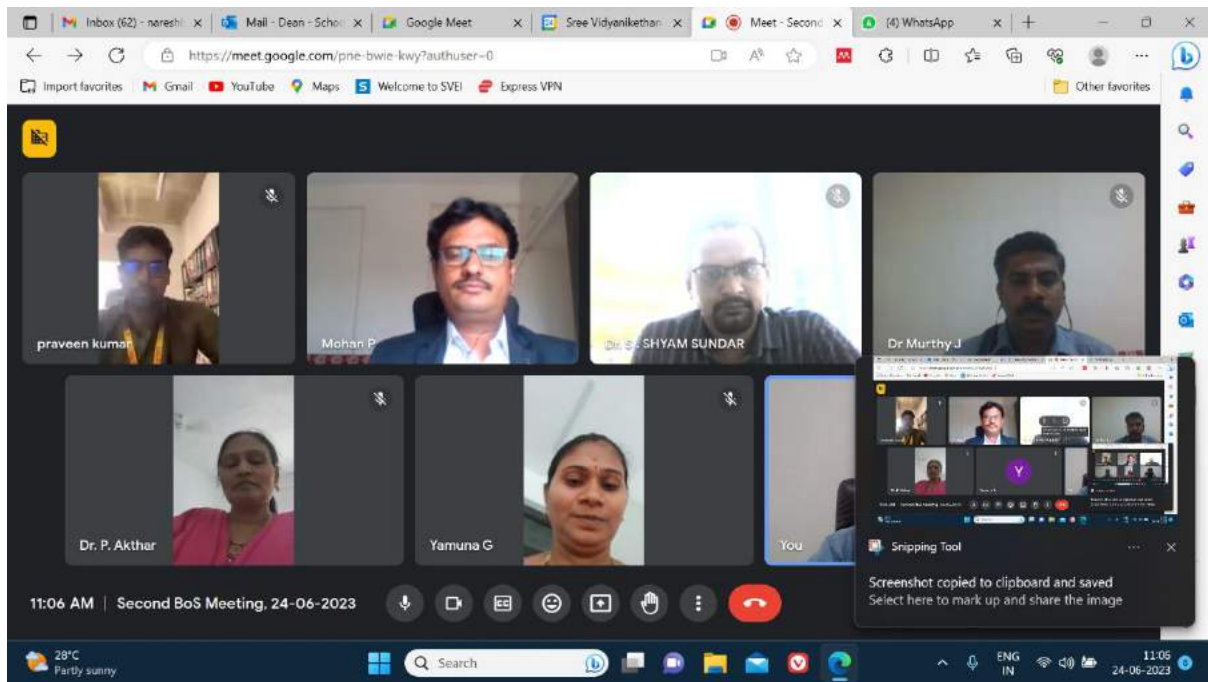 Inbox (62) - naresh
Mail - Dean - Schoo
Google Meet
Sree Vidyanikethan
Meet - Second
(4) WhatsApp
https://meet.google.com/pne-bwie-kwy?authuser=0
Import favorites
Gmail
YouTube
Maps
Welcome to SVEI
Express VPN
Other favorites
praveen kumar
Mohan P
SHYAM SUNDAR
Dr Murthy J
Dr. P. Akthar
Yamuna G
You
Y
Snipping Tool
Screenshot copied to clipboard and saved
Select here to mark up and share the image
11:06 AM | Second BoS Meeting, 24-06-2023
28°C
Partly sunny
Search
ENG
IN
11:06
24-06-2023